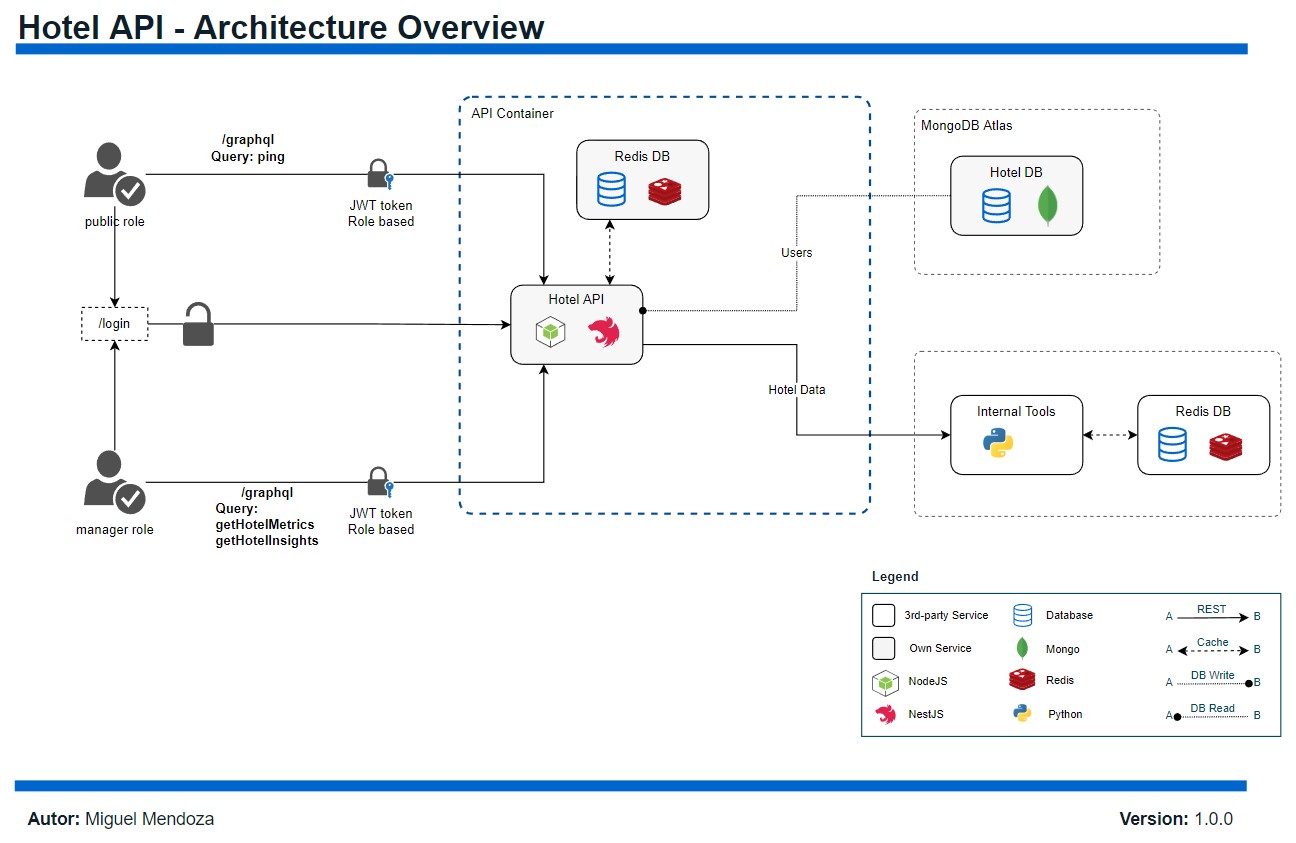 Hotel API - Architecture Overview
API Container
MongoDB Atlas
/graphql
Query: ping
Redis DB
Hotel DB
public role
JWT token
Role based
Users
/login
Hotel API
Hotel Data
Internal Tools
Redis DB
manager role
/graphql
Query:
getHotelMetrics
getHotelInsights
JWT token
Role based
Legend
3rd-party Service
Database
A REST B
Own Service
Mongo
A Cache B
NodeJS
Redis
A DB Write B
NestJS
Python
A DB Read B
Autor: Miguel Mendoza
Version: 1.0.0